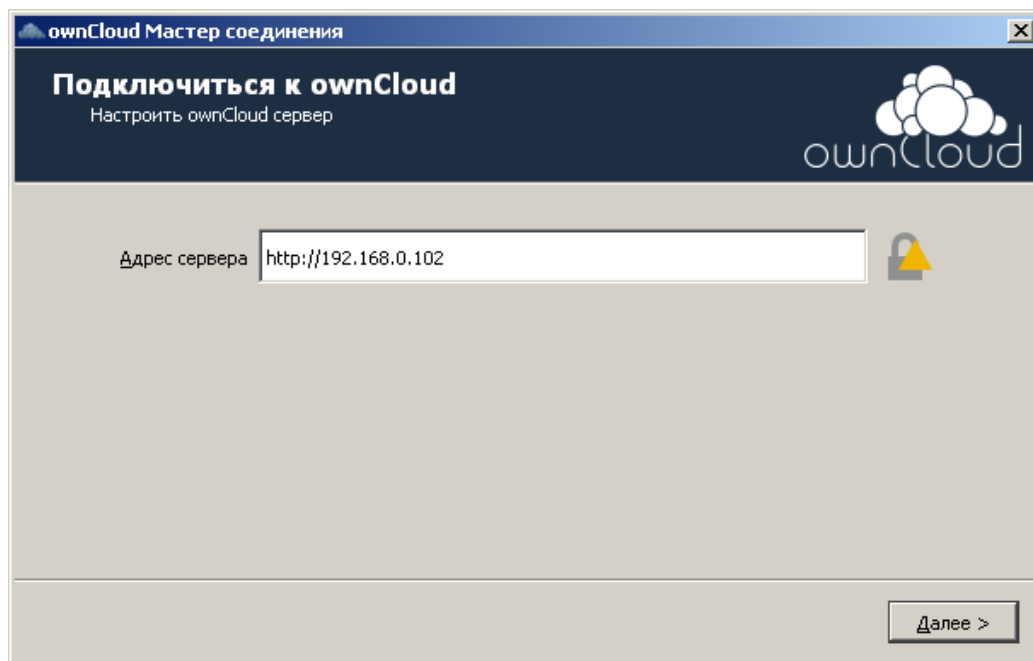 ownCloud Мастер соединения
Подключиться к ownCloud
Настроить ownCloud сервер
ownCloud
Адрес сервера http://192.168.0.102
Далее >